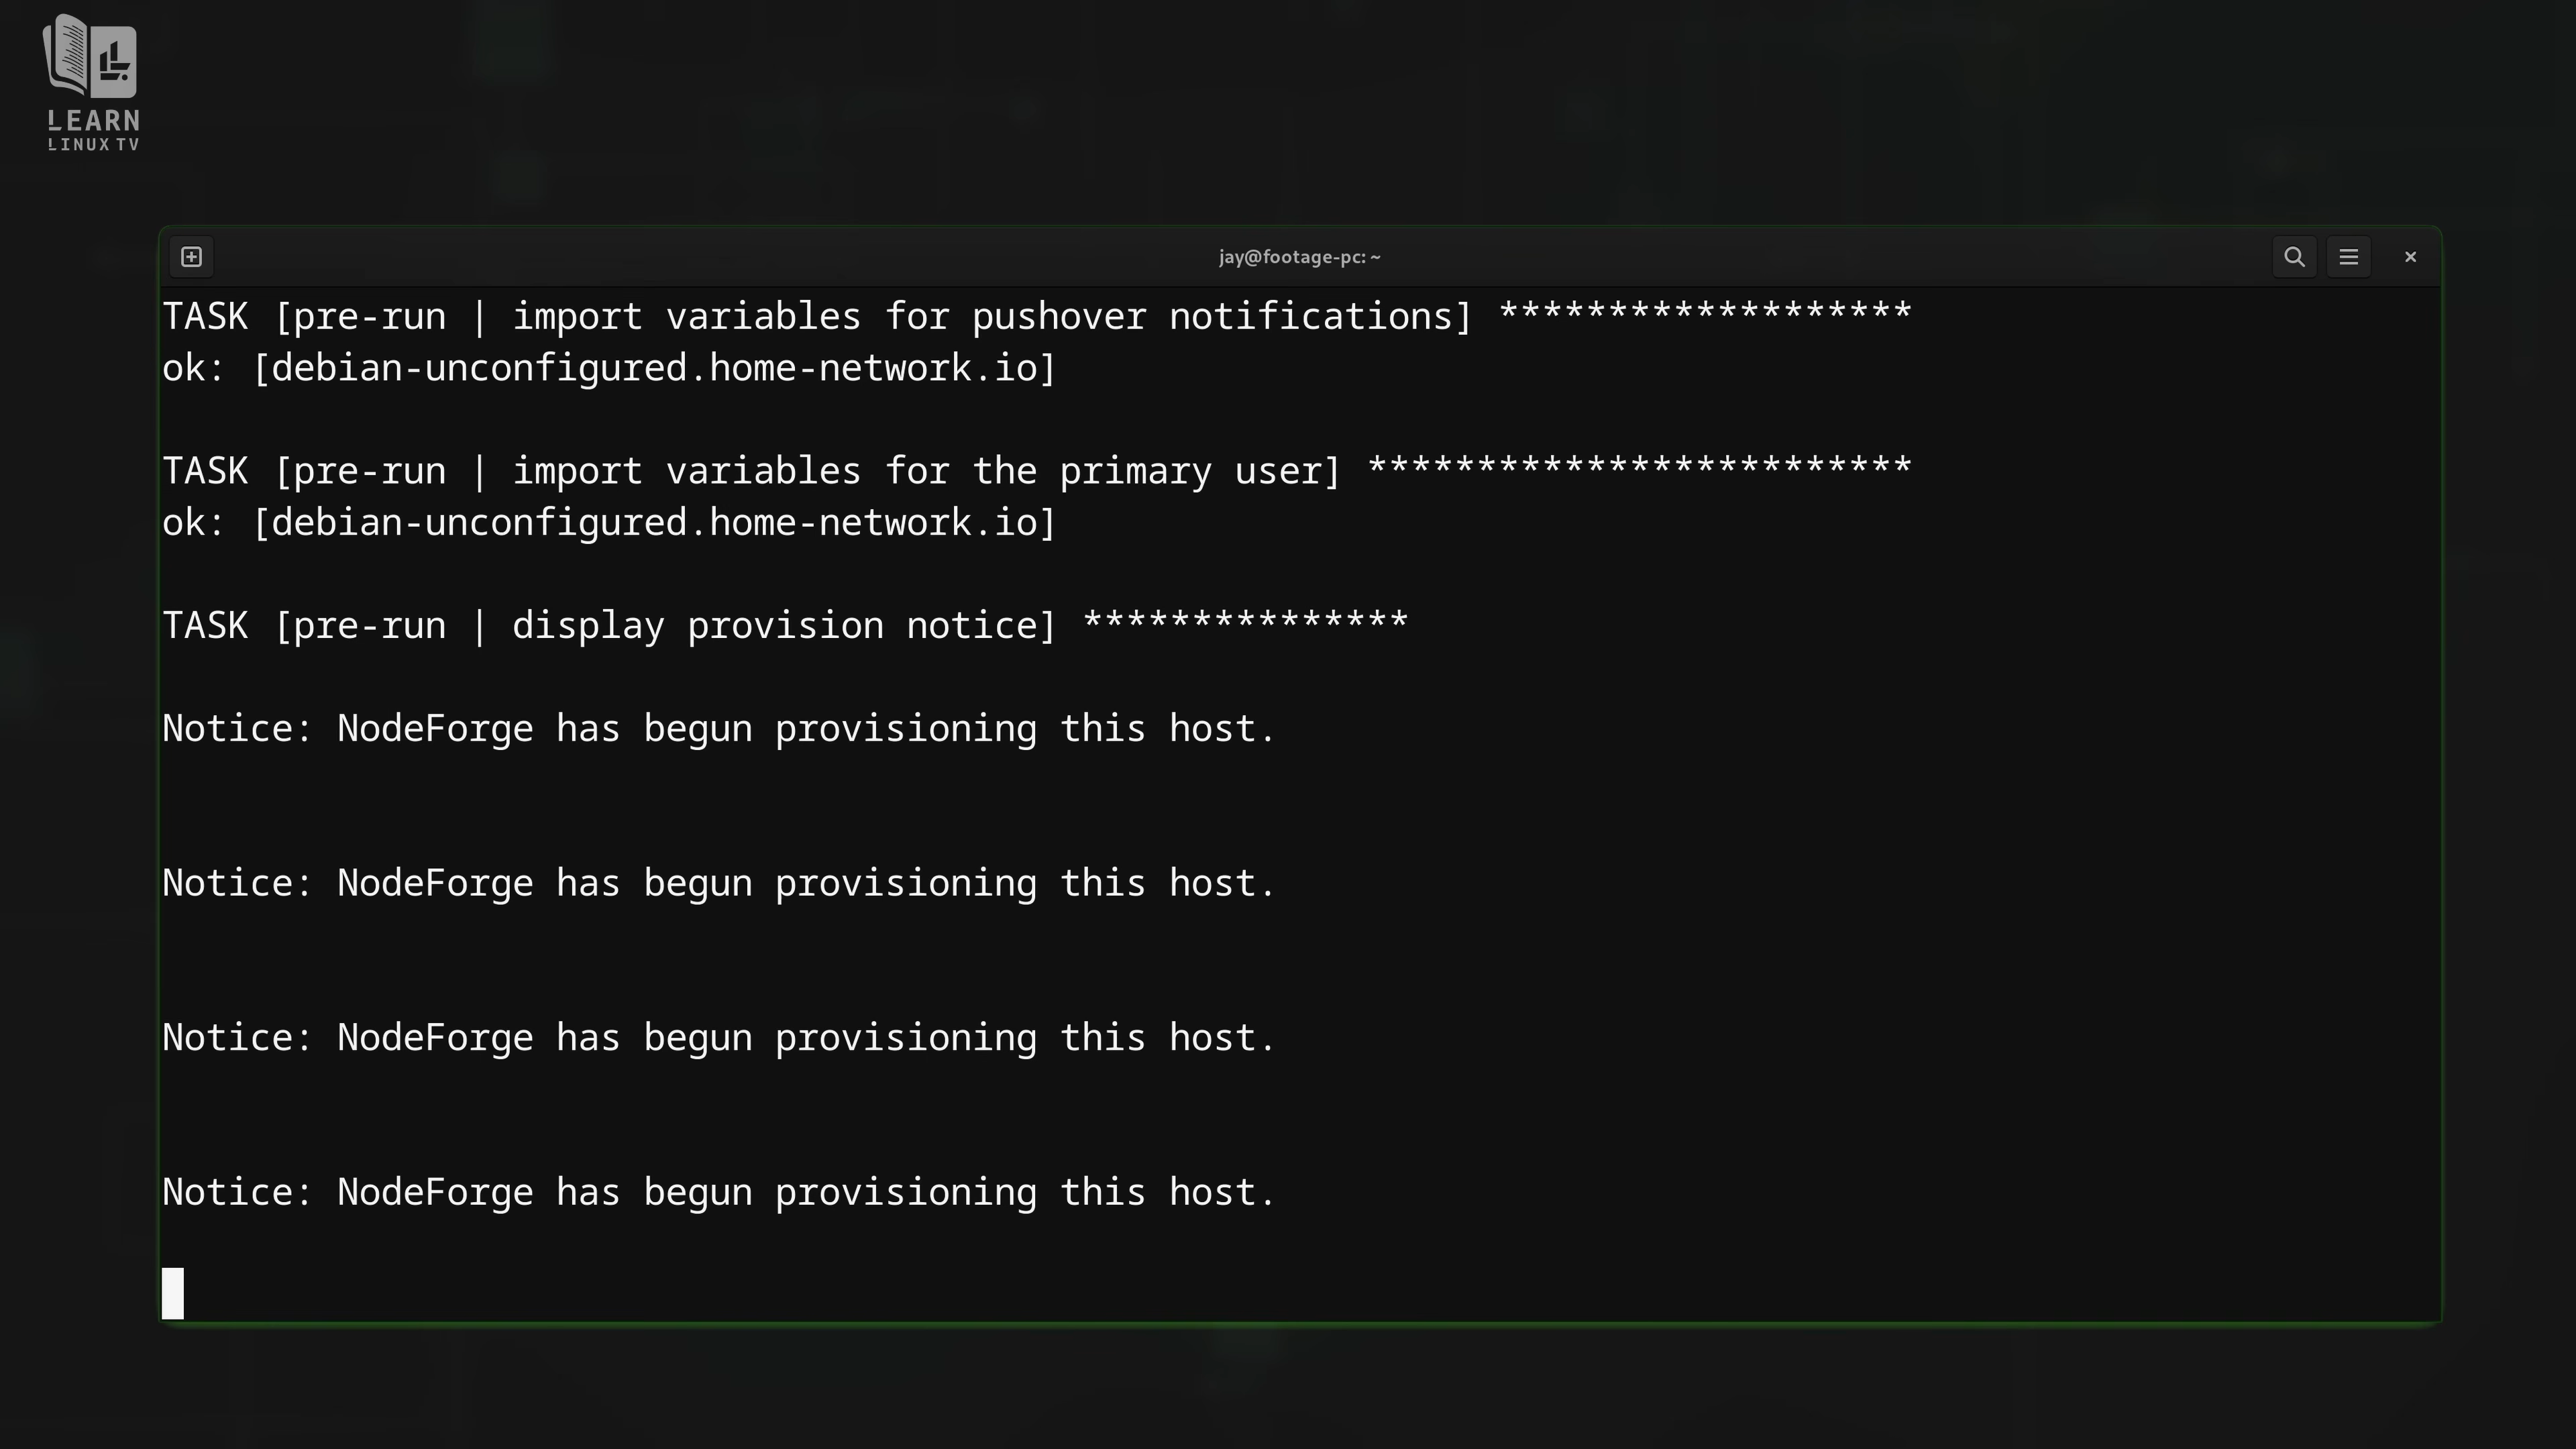 LEARN
LINUX TV
jay@footage-pc: ~
TASK [pre-run | import variables for pushover notifications] *******************
ok: [debian-unconfigured.home-network.io]
TASK [pre-run | import variables for the primary user] *************************
ok: [debian-unconfigured.home-network.io]
TASK [pre-run | display provision notice] ***************
Notice: NodeForge has begun provisioning this host.
Notice: NodeForge has begun provisioning this host.
Notice: NodeForge has begun provisioning this host.
Notice: NodeForge has begun provisioning this host.